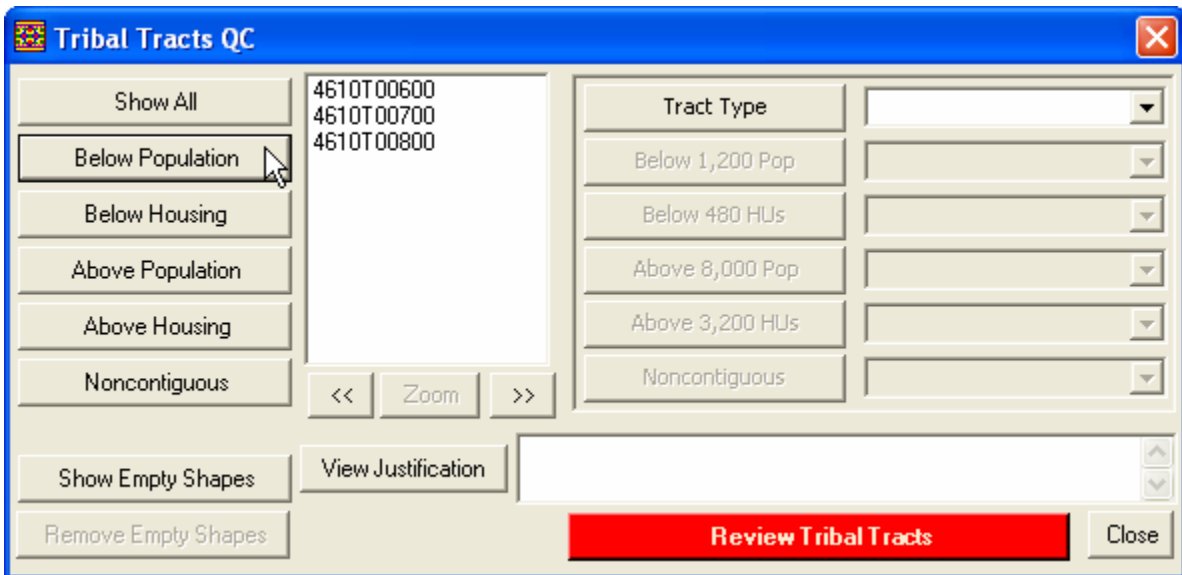 Tribal Tracts QC
Show All
Below Population
Below Housing
Above Population
Above Housing
Noncontiguous
Show Empty Shapes
Remove Empty Shapes
4610T00600
4610T00700
4610T00800
<<
Zoom
>>
View Justification
Tract Type
Below 1,200 Pop
Below 480 HUs
Above 8,000 Pop
Above 3,200 HUs
Noncontiguous
Review Tribal Tracts
Close